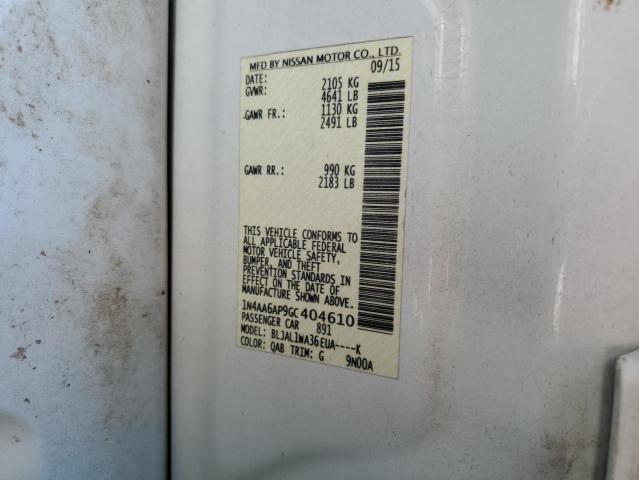 MFD BY NISSAN MOTOR CO., LTD.
DATE: 09/15
GVWR: 2105 KG
4641 LB
GAWR FR.: 1130 KG
2491 LB
GAWR RR.: 990 KG
2183 LB
THIS VEHICLE CONFORMS TO
ALL APPLICABLE FEDERAL
MOTOR VEHICLE SAFETY,
BUMPER, AND THEFT
PREVENTION STANDARDS IN
EFFECT ON THE DATE OF
MANUFACTURE SHOWN ABOVE.
1N4AA6AP9GC404610
PASSENGER CAR 891
MODEL: BLJAL1WA36EUA----K
COLOR: QAB TRIM: G 9N00A